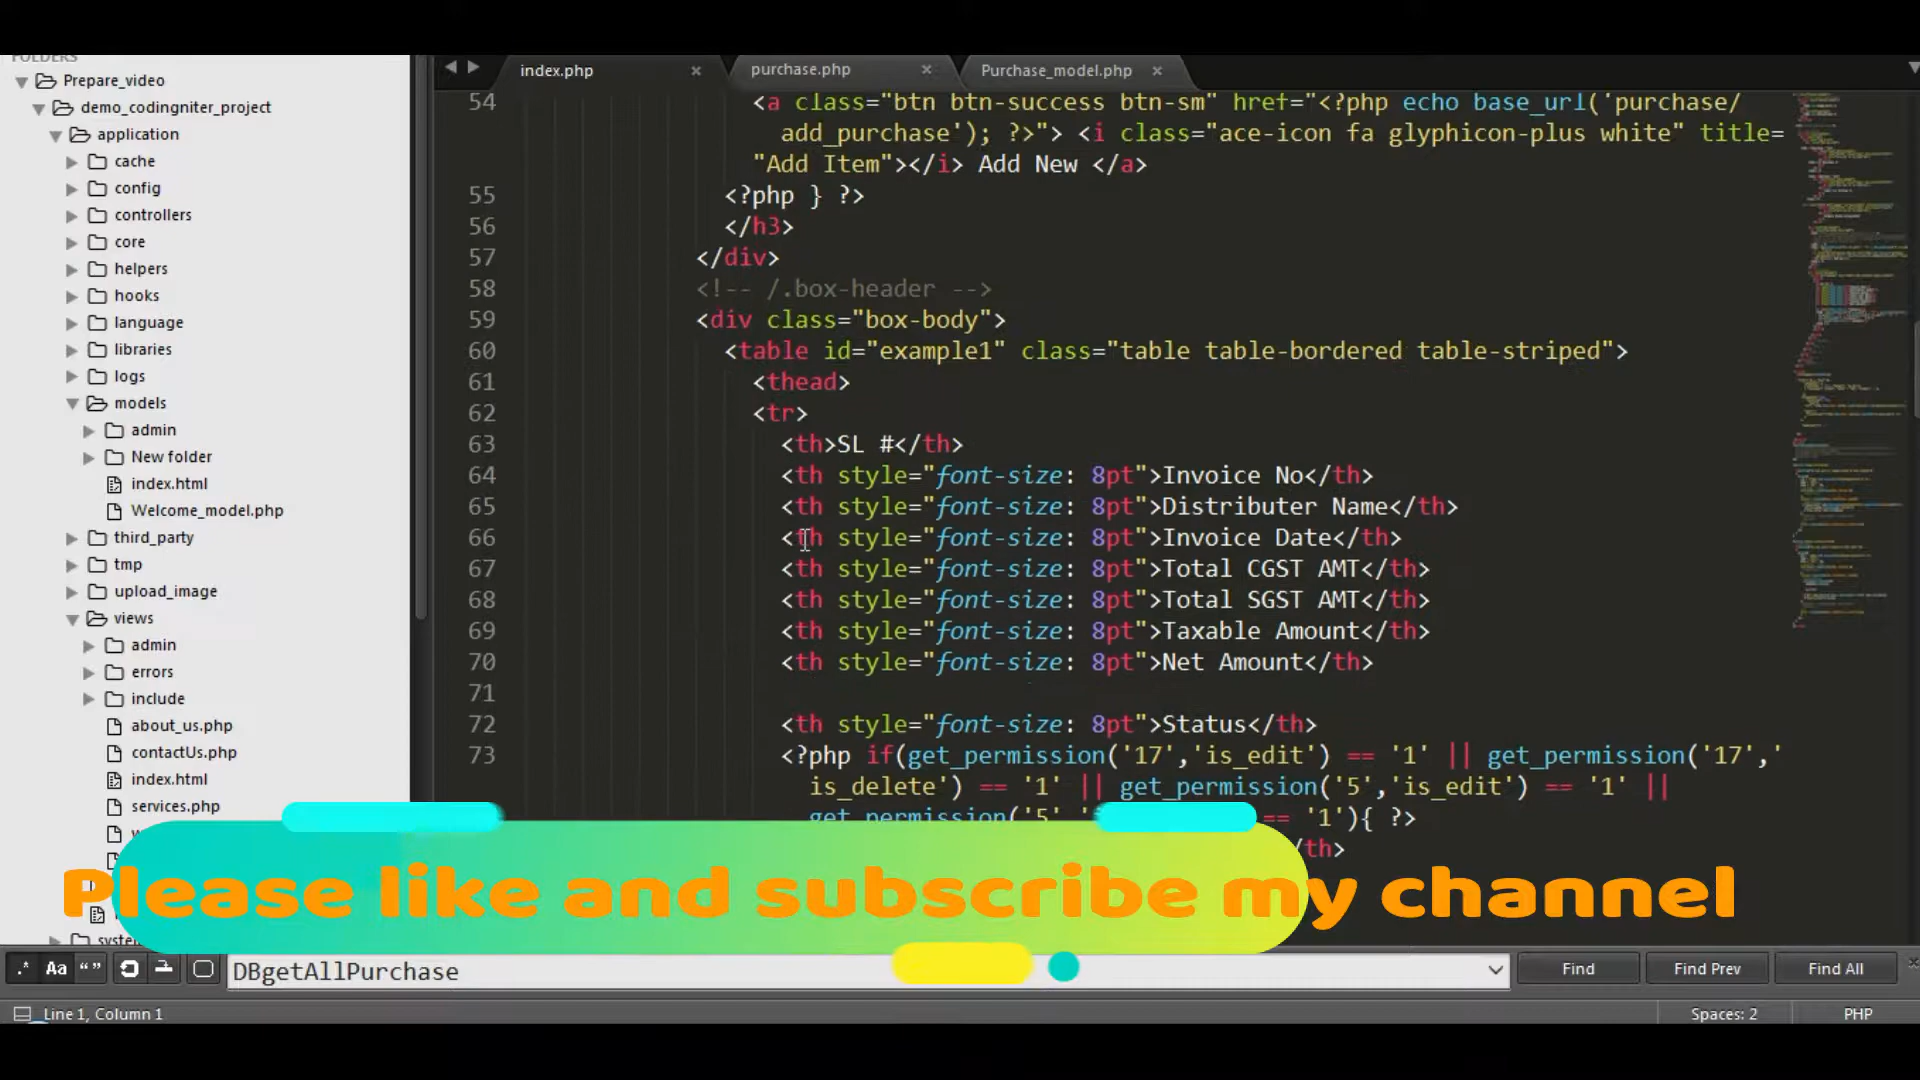 FOLDERS
Prepare_video
demo_codingniter_project
application
cache
config
controllers
core
helpers
hooks
language
libraries
logs
models
admin
New folder
index.html
Welcome_model.php
third_party
tmp
upload_image
views
admin
errors
include
about_us.php
contactUs.php
index.html
services.php
index.php
purchase.php
Purchase_model.php
54 <a class="btn btn-success btn-sm" href="<?php echo base_url('purchase/
add_purchase'); ?>"> <i class="ace-icon fa glyphicon-plus white" title=
"Add Item"></i> Add New </a>
55 <?php } ?>
56 </h3>
57 </div>
58 <!-- /.box-header -->
59 <div class="box-body">
60 <table id="example1" class="table table-bordered table-striped">
61 <thead>
62 <tr>
63 <th>SL #</th>
64 <th style="font-size: 8pt">Invoice No</th>
65 <th style="font-size: 8pt">Distributer Name</th>
66 <th style="font-size: 8pt">Invoice Date</th>
67 <th style="font-size: 8pt">Total CGST AMT</th>
68 <th style="font-size: 8pt">Total SGST AMT</th>
69 <th style="font-size: 8pt">Taxable Amount</th>
70 <th style="font-size: 8pt">Net Amount</th>
71
72 <th style="font-size: 8pt">Status</th>
73 <?php if(get_permission('17','is_edit') == '1' || get_permission('17','
is_delete') == '1' || get_permission('5','is_edit') == '1' ||
get_permission('5' == '1'){ ?>
/th>
Please like and subscribe my channel
.* Aa “ ”
DBgetAllPurchase
Find
Find Prev
Find All
Line 1, Column 1
Spaces: 2
PHP